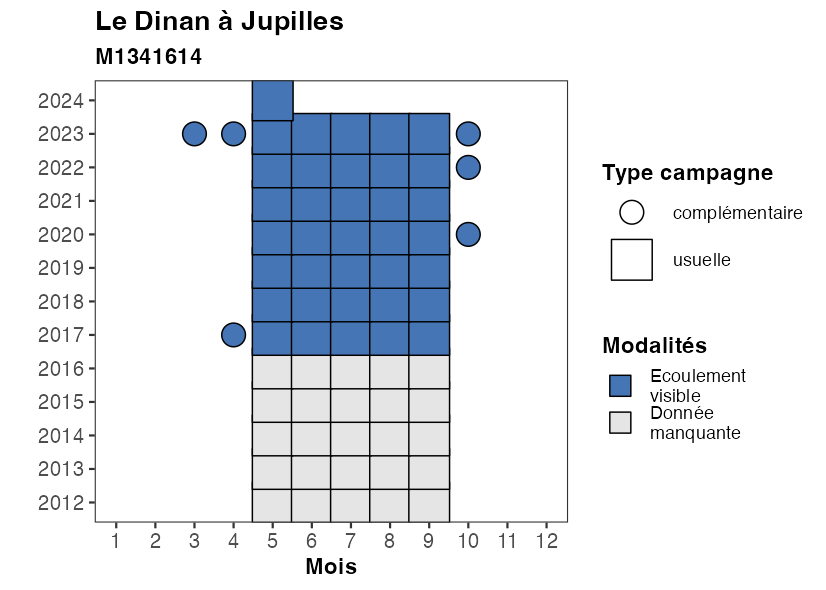 Le Dinan à Jupilles
M1341614
2024
2023
2022
2021
2020
2019
2018
2017
2016
2015
2014
2013
2012
1 2 3 4 5 6 7 8 9 10 11 12
Mois
Type campagne
complémentaire
usuelle
Modalités
Ecoulement
visible
Donnée
manquante